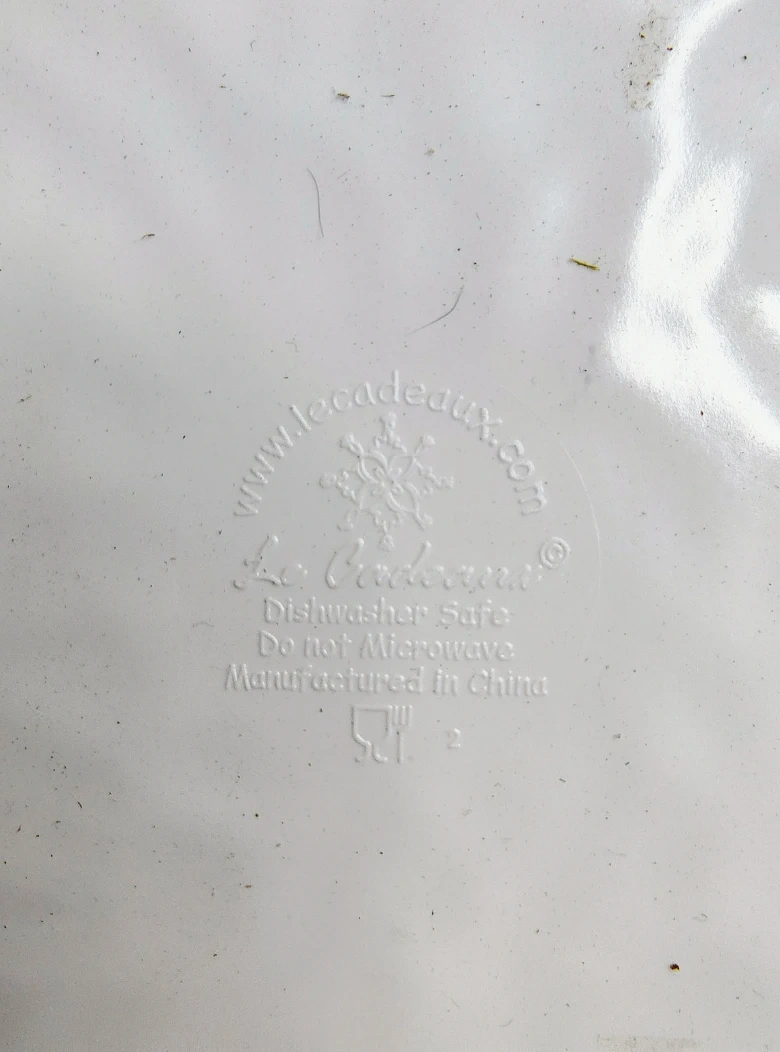 www.lecadeaux.com
Le Cadeaux ©
Dishwasher Safe
Do not Microwave
Manufactured in China
2